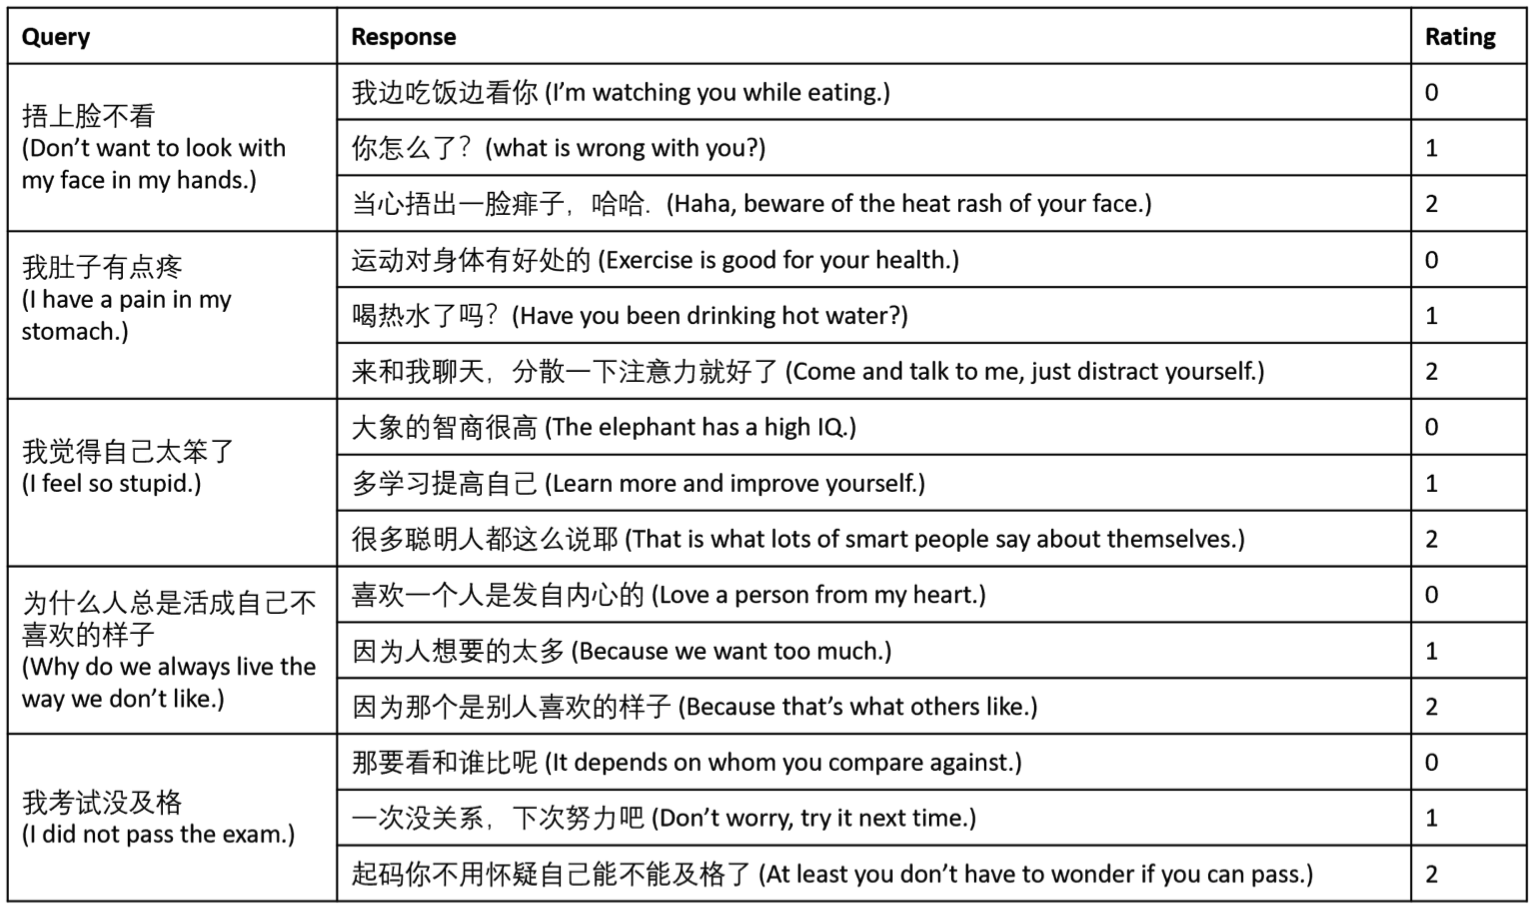 Query Response Rating
捂上脸不看
(Don't want to look with
my face in my hands.)
我边吃饭边看你 (I'm watching you while eating.) 0
你怎么了？(what is wrong with you?) 1
当心捂出一脸痱子，哈哈. (Haha, beware of the heat rash of your face.) 2
我肚子有点疼
(I have a pain in my
stomach.)
运动对身体有好处的 (Exercise is good for your health.) 0
喝热水了吗？(Have you been drinking hot water?) 1
来和我聊天，分散一下注意力就好了 (Come and talk to me, just distract yourself.) 2
我觉得自己太笨了
(I feel so stupid.)
大象的智商很高 (The elephant has a high IQ.) 0
多学习提高自己 (Learn more and improve yourself.) 1
很多聪明人都这么说耶 (That is what lots of smart people say about themselves.) 2
为什么人总是活成自己不
喜欢的样子
(Why do we always live the
way we don't like.)
喜欢一个人是发自内心的 (Love a person from my heart.) 0
因为人想要的太多 (Because we want too much.) 1
因为那个是别人喜欢的样子 (Because that's what others like.) 2
我考试没及格
(I did not pass the exam.)
那要看和谁比呢 (It depends on whom you compare against.) 0
一次没关系，下次努力吧 (Don't worry, try it next time.) 1
起码你不用怀疑自己能不能及格了 (At least you don't have to wonder if you can pass.) 2